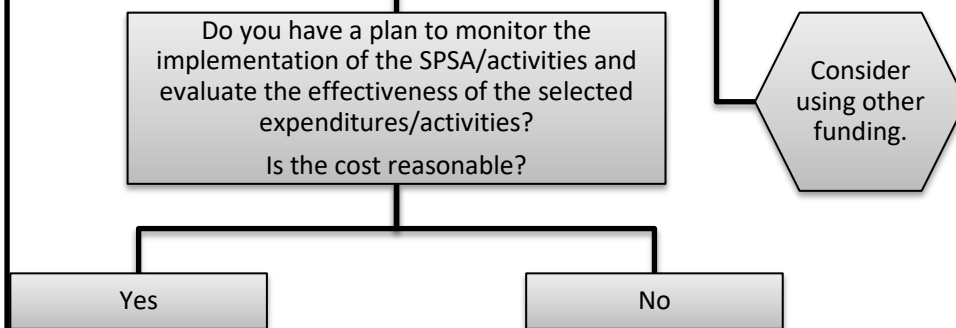 Do you have a plan to monitor the
implementation of the SPSA/activities and
evaluate the effectiveness of the selected
expenditures/activities?
Is the cost reasonable?
Consider
using other
funding.
Yes
No